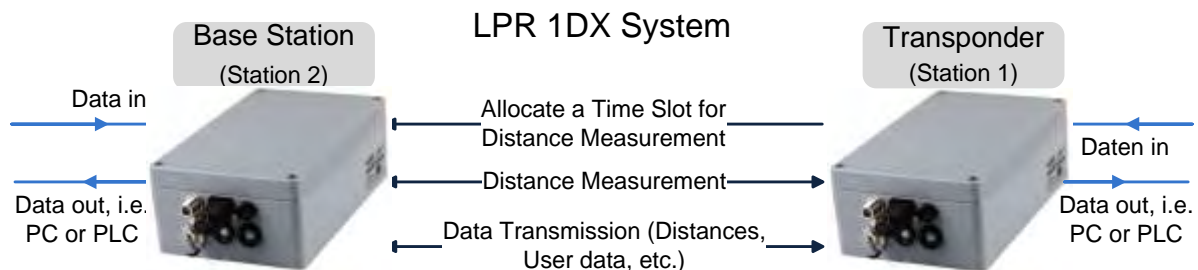 LPR 1DX System
Base Station
(Station 2)
Transponder
(Station 1)
Data in
Allocate a Time Slot for
Distance Measurement
Daten in
Distance Measurement
Data out, i.e.
PC or PLC
Data out, i.e.
PC or PLC
Data Transmission (Distances,
User data, etc.)